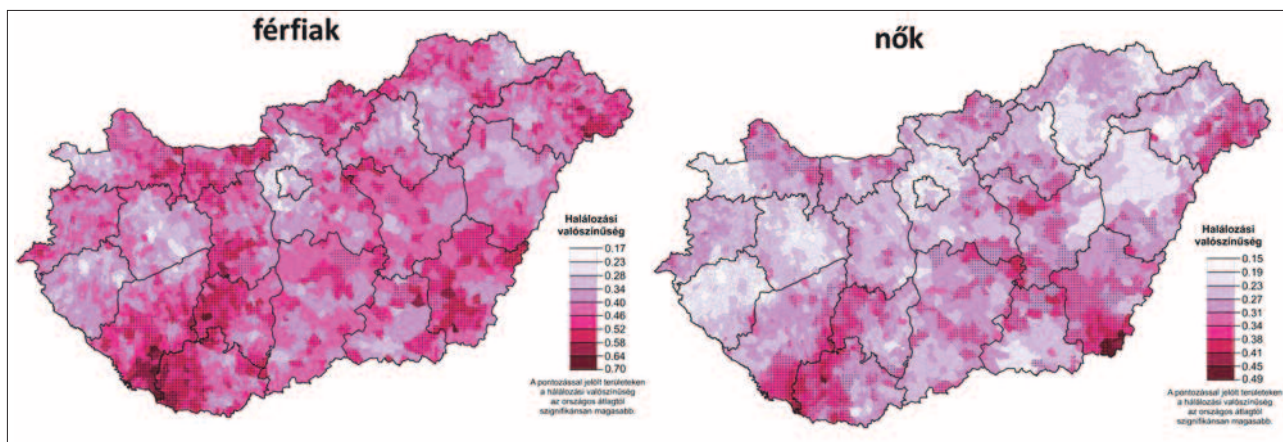 férfiak
Halálozási
valószínűség
0.17
0.23
0.28
0.34
0.40
0.46
0.52
0.58
0.64
0.70
A pontozással jelölt területeken
a hálálozási valószínűség
az országos átlagtól
szignifikánsan magasabb.
nők
Halálozási
valószínűség
0.15
0.19
0.23
0.27
0.31
0.34
0.38
0.41
0.45
0.49
A pontozással jelölt területeken
a hálálozási valószínűség
az országos átlagtól
szignifikánsan magasabb.